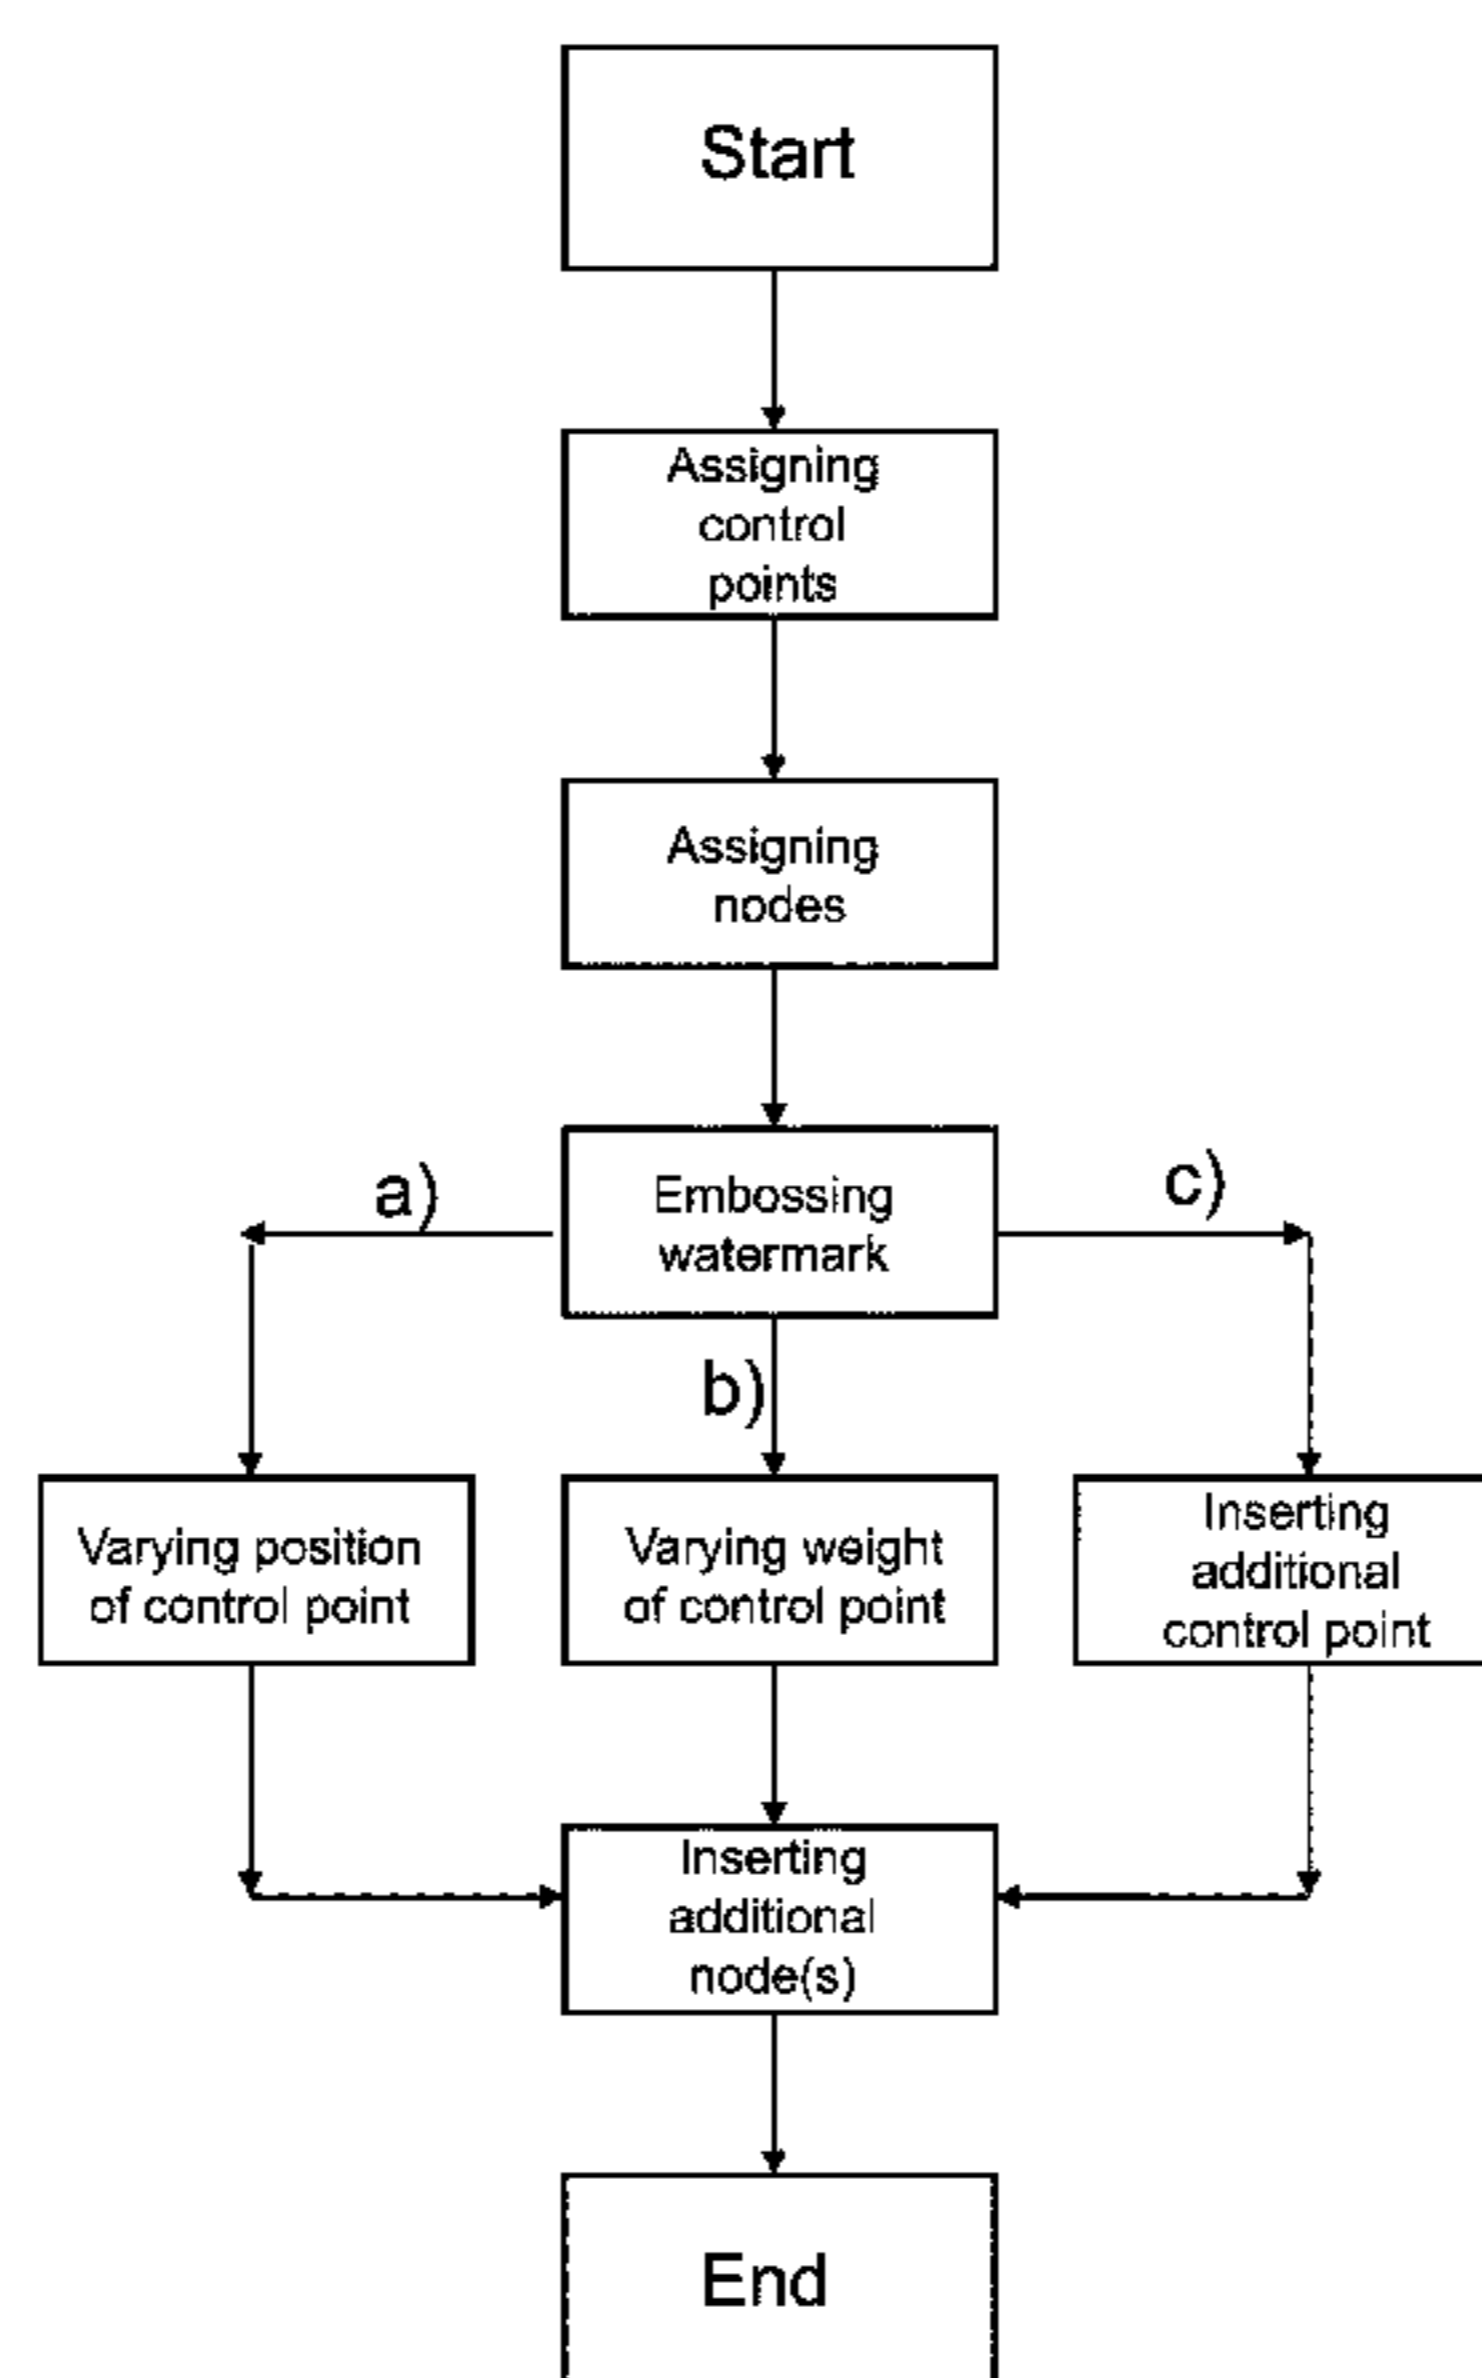 Start
Assigning
control
points
Assigning
nodes
a)
Embossing
watermark
c)
b)
Varying position
of control point
Varying weight
of control point
Inserting
additional
control point
Inserting
additional
node(s)
End